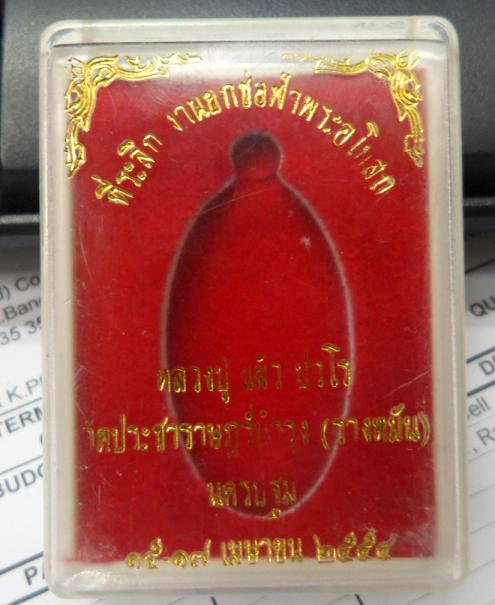 ที่ระลึก งานยกช่อฟ้าพระอุโบสถ
หลวงปู่ แผ้ว ปวโร
วัดประชาราษฎร์บำรุง (รางหมัน)
นครปฐม
๑๕-๑๗ เมษายน ๒๕๕๔